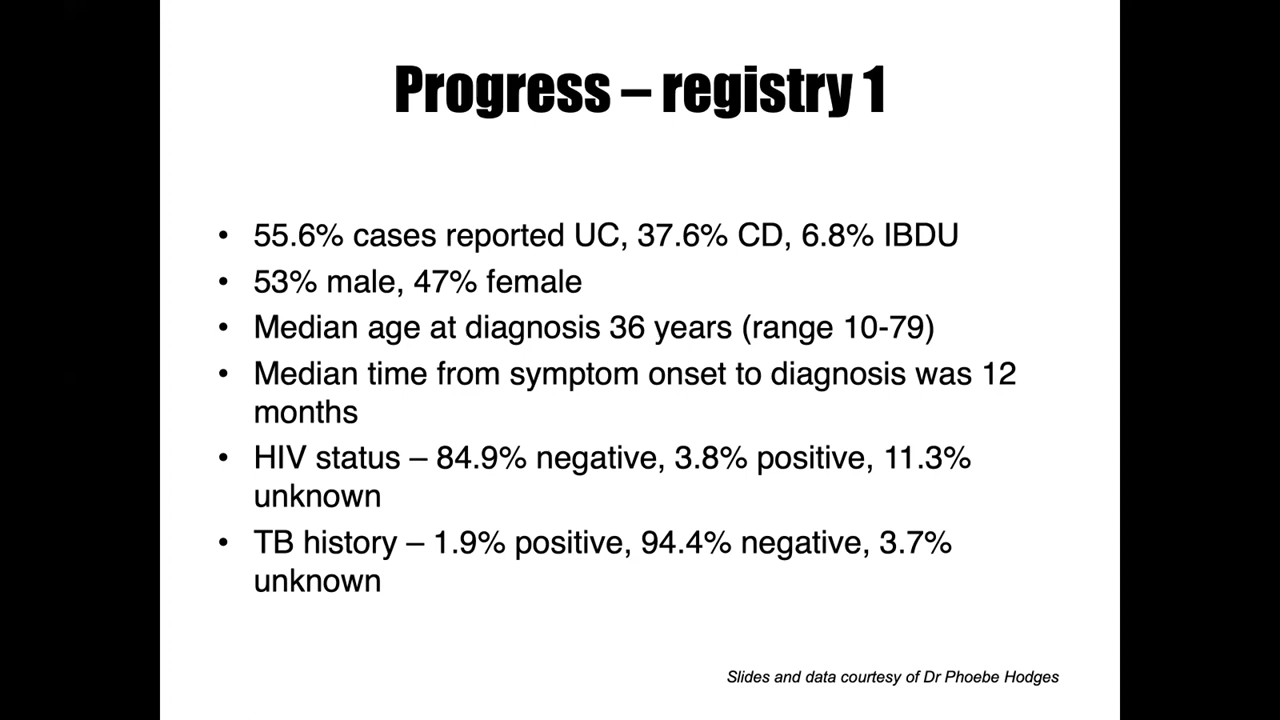 Progress – registry 1
• 55.6% cases reported UC, 37.6% CD, 6.8% IBDU
• 53% male, 47% female
• Median age at diagnosis 36 years (range 10-79)
• Median time from symptom onset to diagnosis was 12
months
• HIV status – 84.9% negative, 3.8% positive, 11.3%
unknown
• TB history – 1.9% positive, 94.4% negative, 3.7%
unknown
Slides and data courtesy of Dr Phoebe Hodges